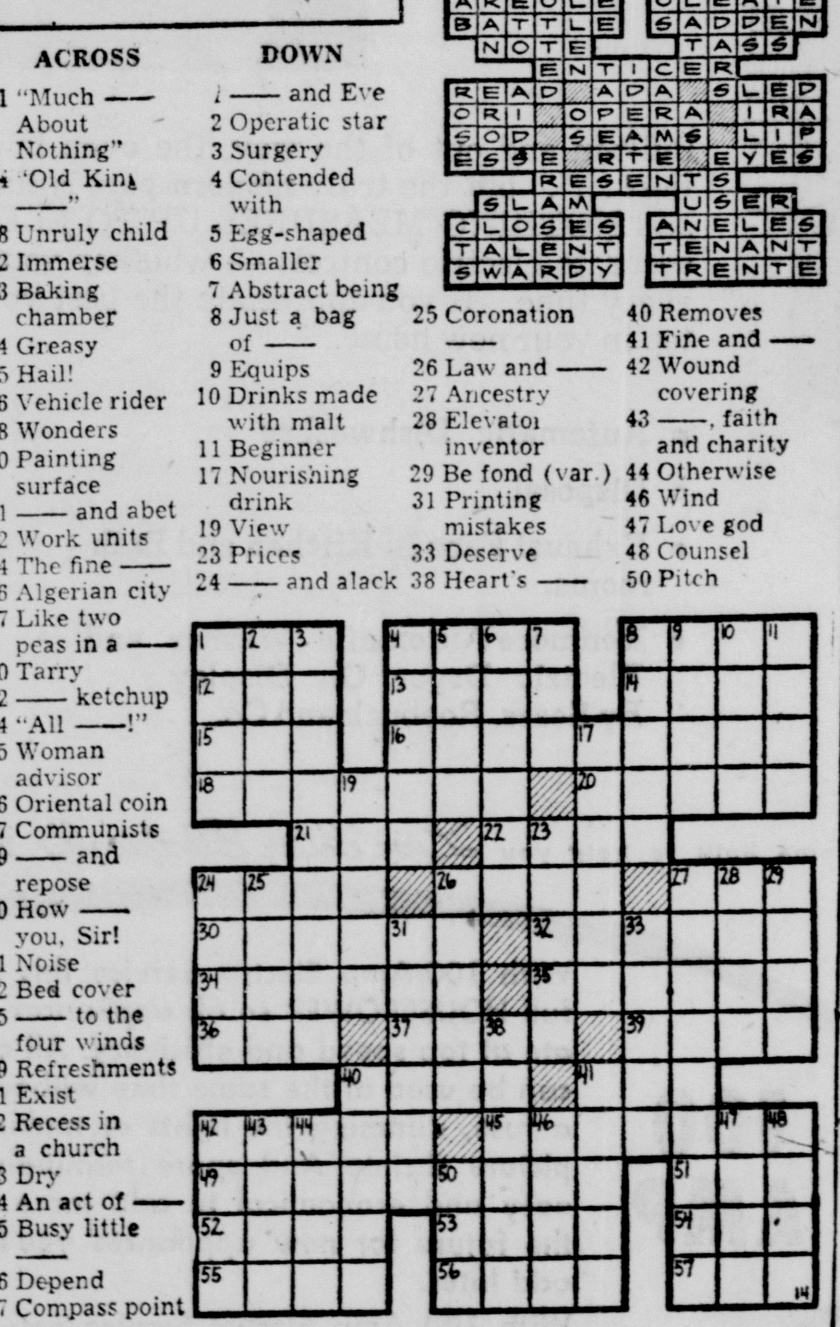 ACROSS
1 "Much —
About
Nothing"
4 "Old King
—"
8 Unruly child
2 Immerse
3 Baking
chamber
4 Greasy
5 Hail!
6 Vehicle rider
8 Wonders
0 Painting
surface
1 — and abet
2 Work units
4 The fine —
6 Algerian city
7 Like two
peas in a —
0 Tarry
2 — ketchup
4 "All —!"
5 Woman
advisor
6 Oriental coin
7 Communists
9 — and
repose
0 How —
you, Sir!
1 Noise
2 Bed cover
5 — to the
four winds
9 Refreshments
1 Exist
2 Recess in
a church
3 Dry
4 An act of —
5 Busy little
—
6 Depend
7 Compass point
DOWN
1 — and Eve
2 Operatic star
3 Surgery
4 Contended
with
5 Egg-shaped
6 Smaller
7 Abstract being
8 Just a bag
of —
9 Equips
10 Drinks made
with malt
11 Beginner
17 Nourishing
drink
19 View
23 Prices
24 — and alack
25 Coronation
26 Law and —
27 Ancestry
28 Elevator
inventor
29 Be fond (var.)
31 Printing
mistakes
33 Deserve
38 Heart's —
40 Removes
41 Fine and —
42 Wound
covering
43 —, faith
and charity
44 Otherwise
46 Wind
47 Love god
48 Counsel
50 Pitch
BATTLE SADDEN
NOTE TASS
ENTICER
READ ADA SLED
ORI OPERA IRA
SOD SEAMS LIP
ESSE RTE EYES
RESENTS
SLAM USER
CLOSES ANELES
TALENT TENANT
SWARDY TRENTE
1 2 3 4 5 6 7 8 9 10 11
12 13 14
15 16 17
18 19 20
21 22 23
24 25 26 27 28 29
30 31 32 33
34 35
36 37 38 39
40 41
42 43 44 45 46 47 48
49 50 51
52 53 54
55 56 57
14